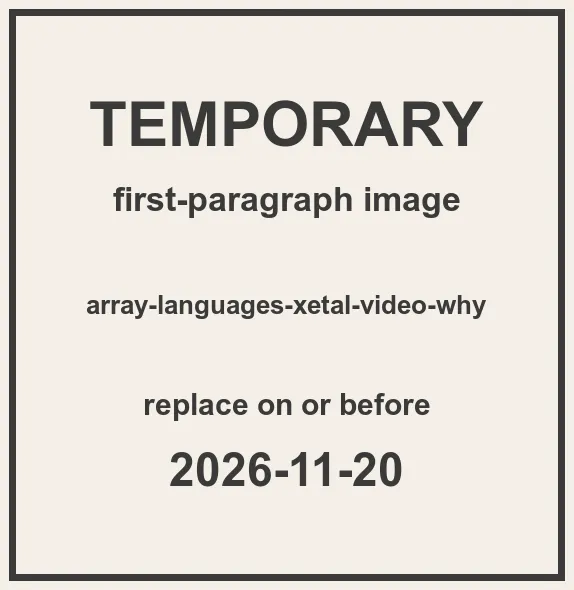 TEMPORARY
first-paragraph image
array-languages-xetal-video-why
replace on or before
2026-11-20